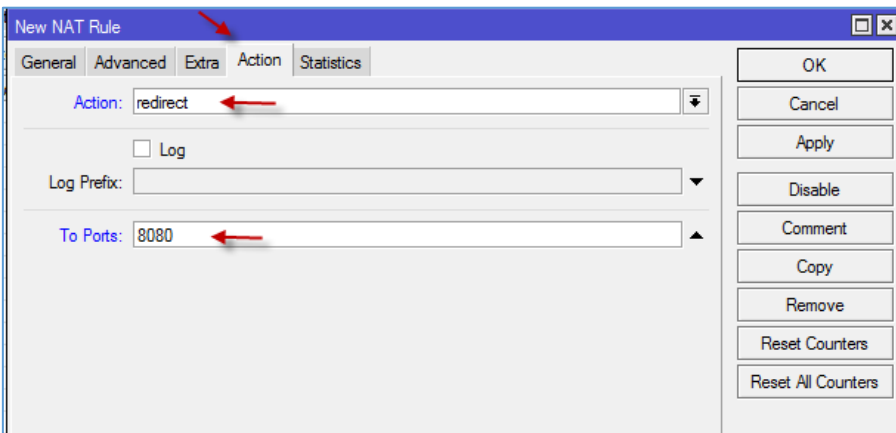 New NAT Rule
General Advanced Extra Action Statistics
Action: redirect
Log
Log Prefix:
To Ports: 8080
OK
Cancel
Apply
Disable
Comment
Copy
Remove
Reset Counters
Reset All Counters